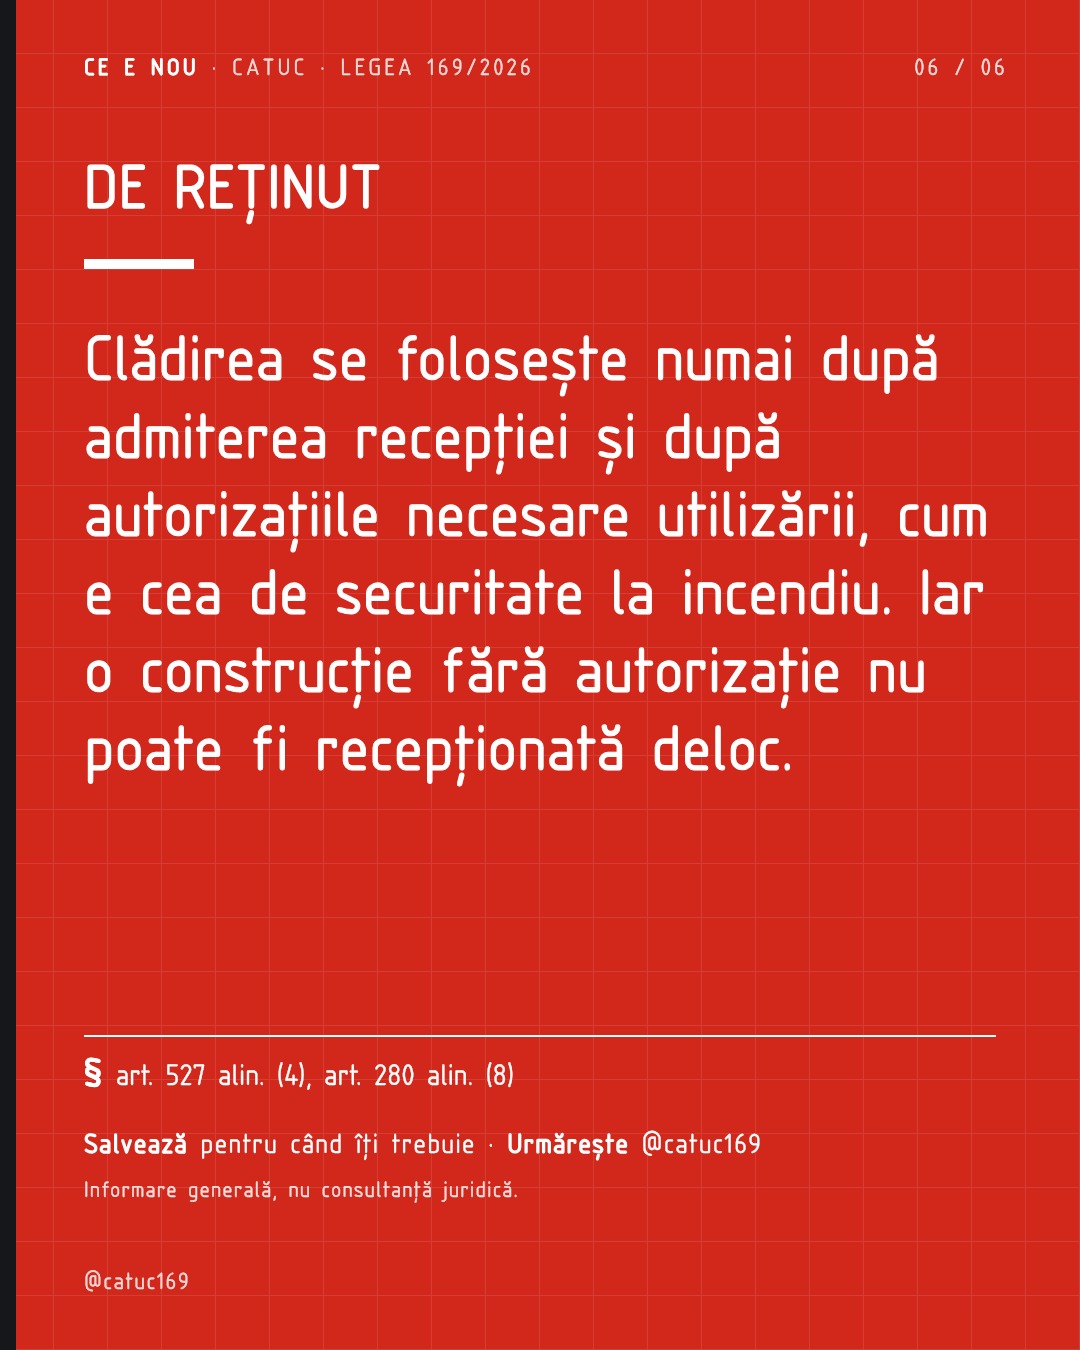 CE E NOU · CATUC · LEGEA 169/2026
06 / 06
DE REȚINUT
Clădirea se folosește numai după
admiterea recepției și după
autorizațiile necesare utilizării, cum
e cea de securitate la incendiu. Iar
o construcție fără autorizație nu
poate fi recepționată deloc.
§ art. 527 alin. (4), art. 280 alin. (8)
Salvează pentru când îți trebuie · Urmărește @catuc169
Informare generală, nu consultanță juridică.
@catuc169